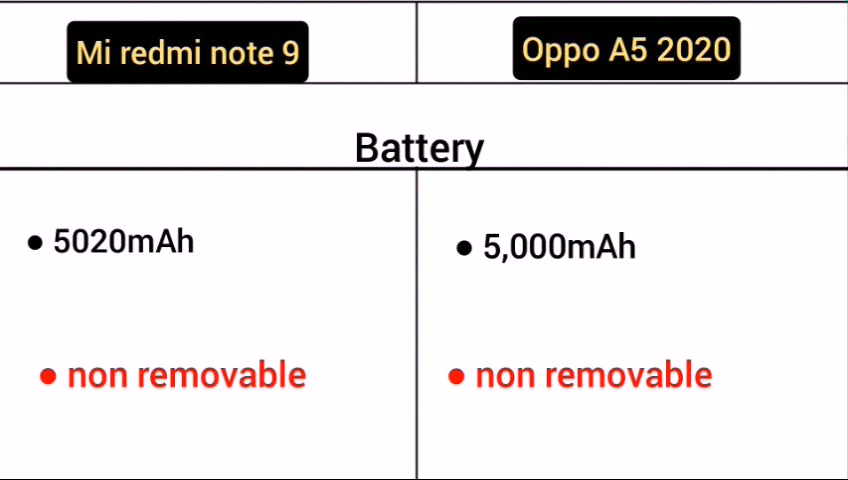 Mi redmi note 9
Oppo A5 2020
Battery
● 5020mAh
● 5,000mAh
● non removable
● non removable